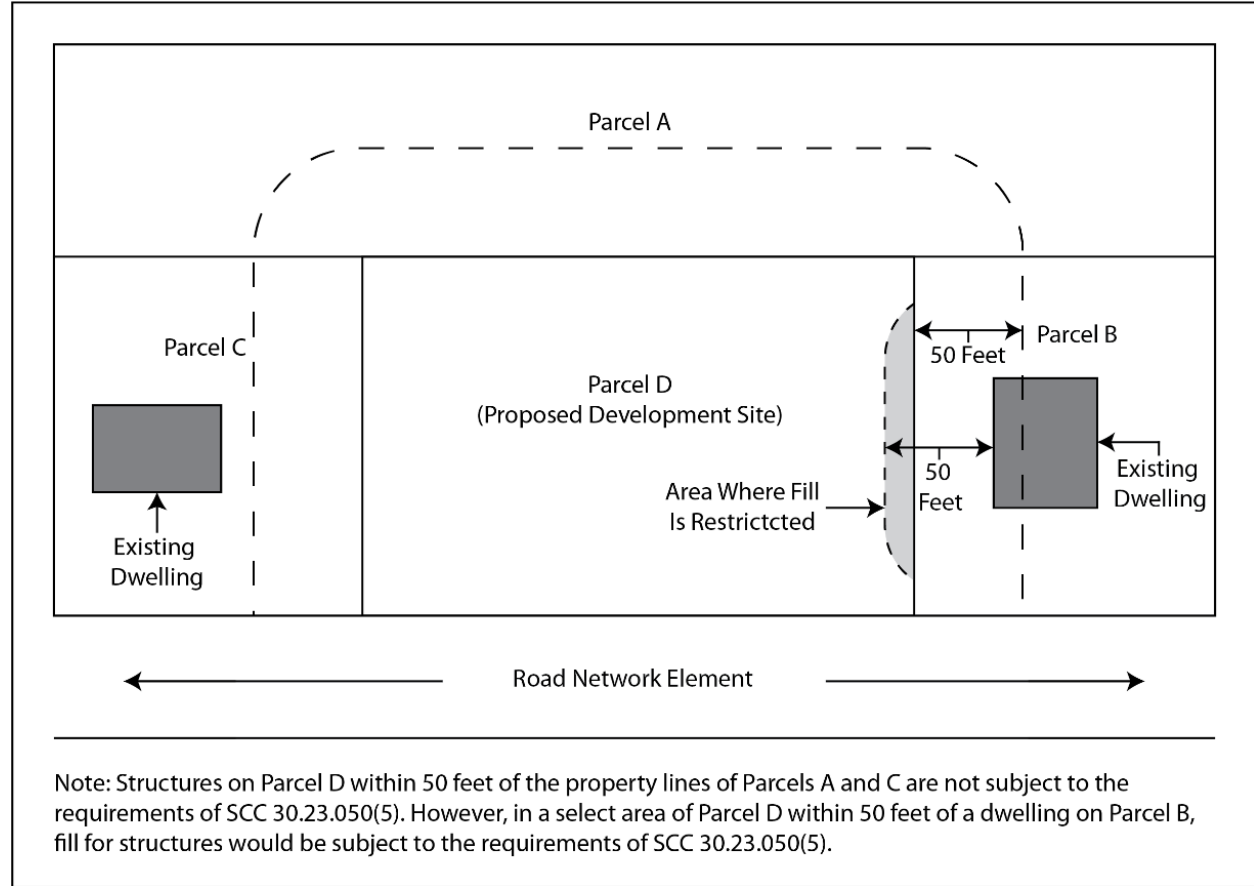 Parcel A
Parcel C
Parcel D
(Proposed Development Site)
50 Feet
Parcel B
50
Feet
Area Where Fill
Is Restrictcted
Existing
Dwelling
Existing
Dwelling
Road Network Element
Note: Structures on Parcel D within 50 feet of the property lines of Parcels A and C are not subject to the
requirements of SCC 30.23.050(5). However, in a select area of Parcel D within 50 feet of a dwelling on Parcel B,
fill for structures would be subject to the requirements of SCC 30.23.050(5).